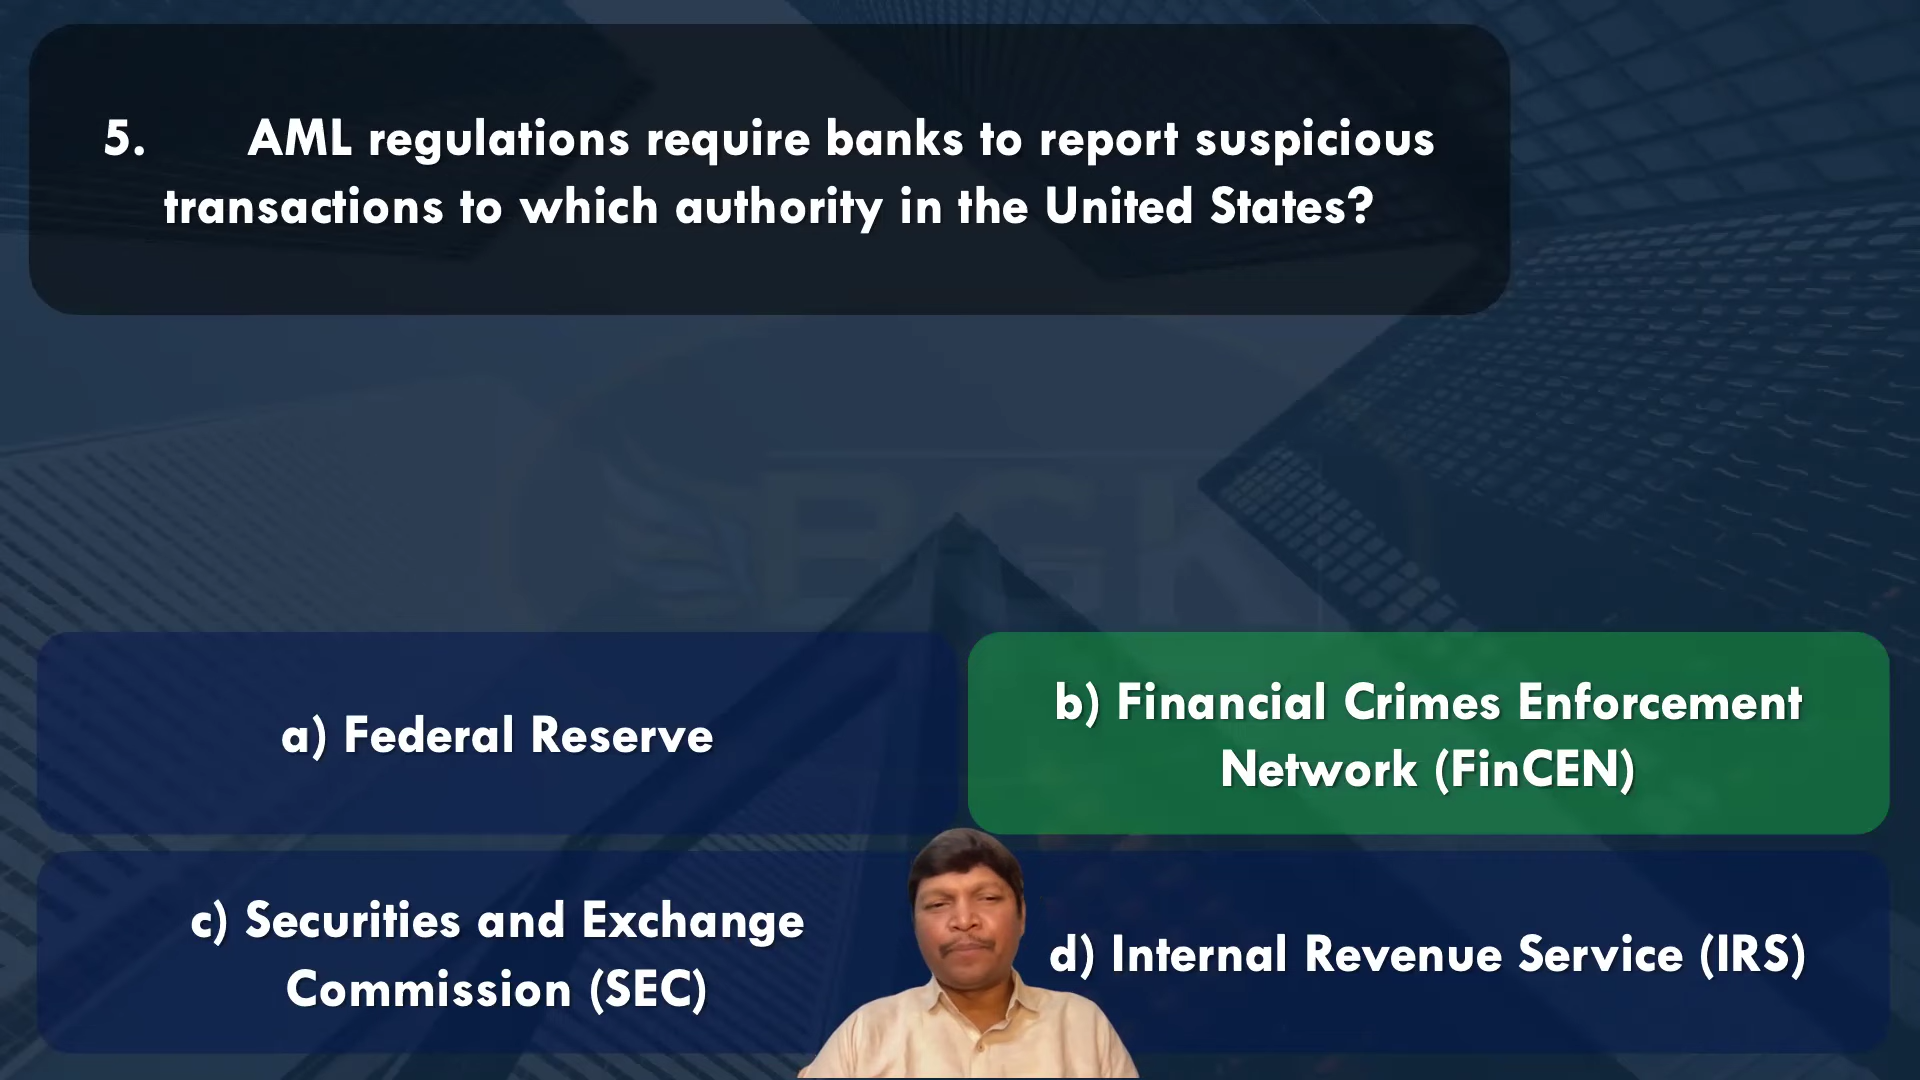 5. AML regulations require banks to report suspicious
transactions to which authority in the United States?
BGK
a) Federal Reserve
b) Financial Crimes Enforcement
Network (FinCEN)
c) Securities and Exchange
Commission (SEC)
d) Internal Revenue Service (IRS)